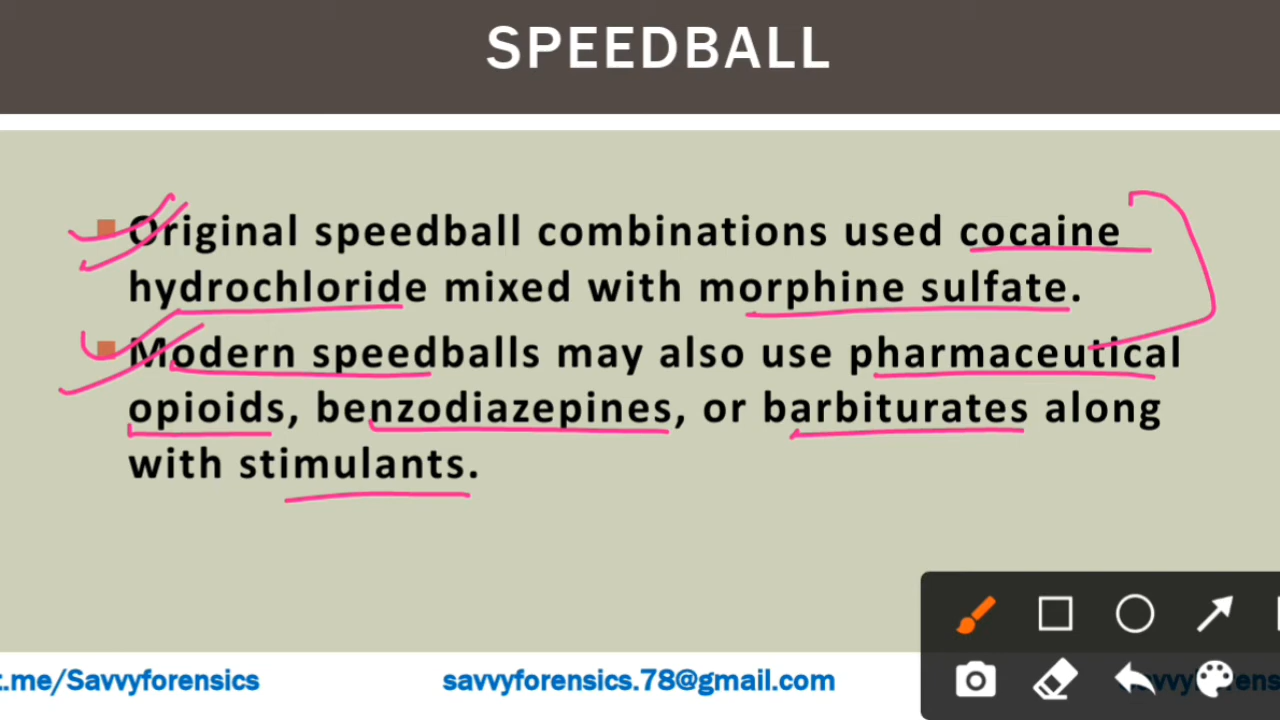 SPEEDBALL
Original speedball combinations used cocaine
hydrochloride mixed with morphine sulfate.
Modern speedballs may also use pharmaceutical
opioids, benzodiazepines, or barbiturates along
with stimulants.
t.me/Savvyforensics savvyforensics.78@gmail.com